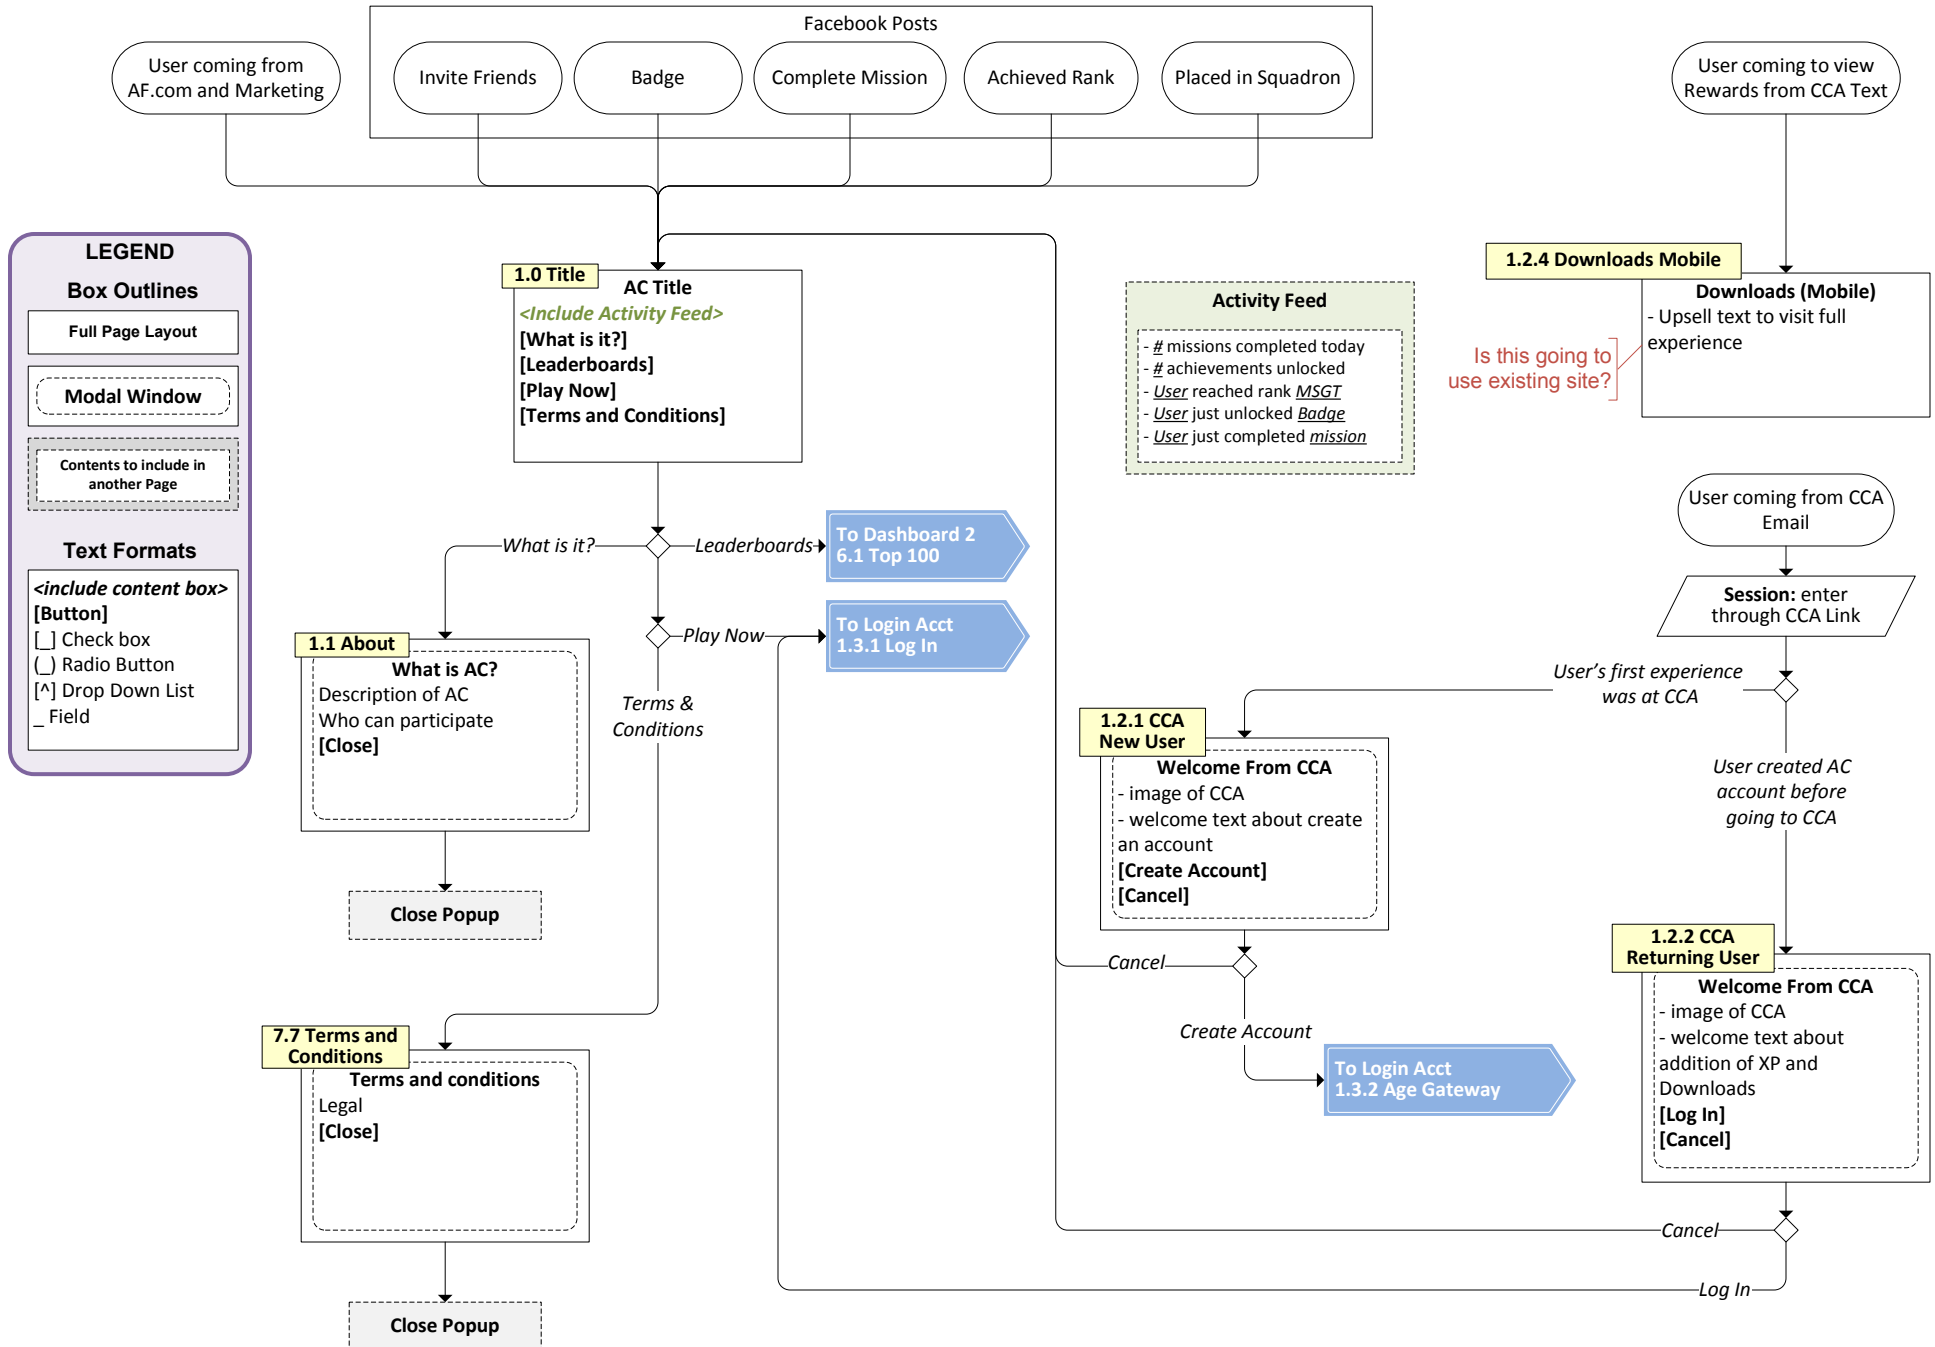 Facebook Posts
User coming from
AF.com and Marketing
Invite Friends
Badge
Complete Mission
Achieved Rank
Placed in Squadron
User coming to view
Rewards from CCA Text
LEGEND
Box Outlines
Full Page Layout
Modal Window
Contents to include in
another Page
Text Formats
<include content box>
[Button]
[_] Check box
(_) Radio Button
[^] Drop Down List
_ Field
1.0 Title
AC Title
<Include Activity Feed>
[What is it?]
[Leaderboards]
[Play Now]
[Terms and Conditions]
Activity Feed
- # missions completed today
- # achievements unlocked
- User reached rank MSGT
- User just unlocked Badge
- User just completed mission
1.2.4 Downloads Mobile
Downloads (Mobile)
- Upsell text to visit full
experience
Is this going to
use existing site?
User coming from CCA
Email
Session: enter
through CCA Link
What is it?
Leaderboards
To Dashboard 2
6.1 Top 100
Play Now
To Login Acct
1.3.1 Log In
1.1 About
What is AC?
Description of AC
Who can participate
[Close]
Terms &
Conditions
Close Popup
User's first experience
was at CCA
1.2.1 CCA
New User
Welcome From CCA
- image of CCA
- welcome text about create
an account
[Create Account]
[Cancel]
User created AC
account before
going to CCA
Cancel
Create Account
To Login Acct
1.3.2 Age Gateway
1.2.2 CCA
Returning User
Welcome From CCA
- image of CCA
- welcome text about
addition of XP and
Downloads
[Log In]
[Cancel]
7.7 Terms and
Conditions
Terms and conditions
Legal
[Close]
Cancel
Log In
Close Popup